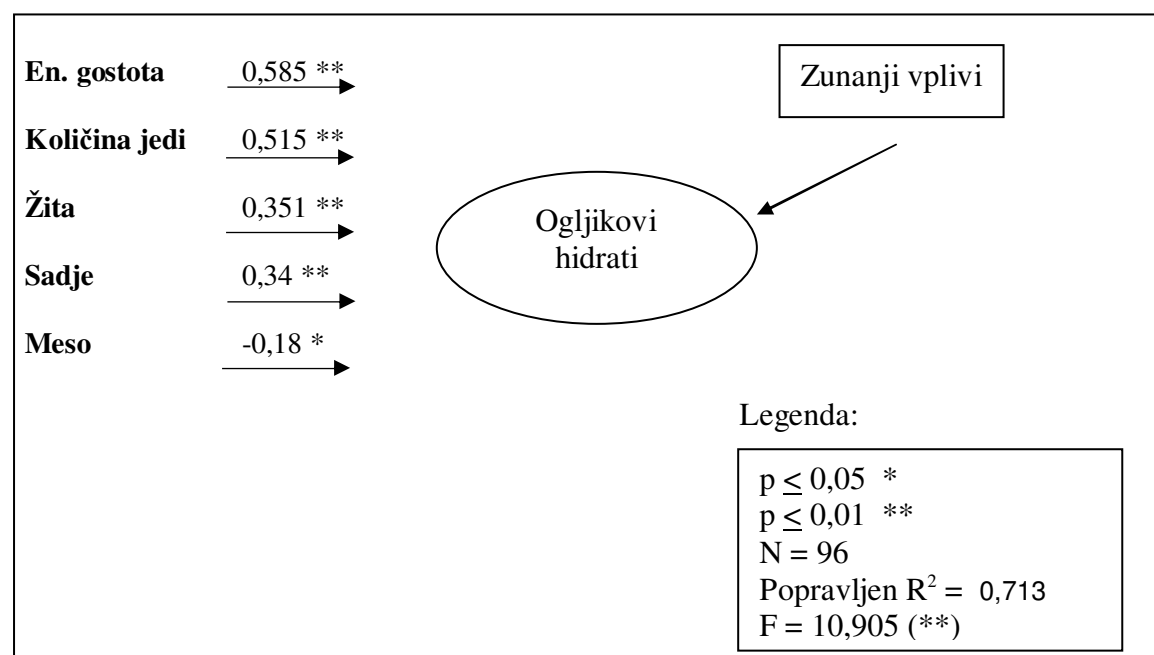 En. gostota 0,585 **
Količina jedi 0,515 **
Žita 0,351 **
Sadje 0,34 **
Meso -0,18 *
Zunanji vplivi
Ogljikovi
hidrati
Legenda:
p ≤ 0,05 *
p ≤ 0,01 **
N = 96
Popravljen R² = 0,713
F = 10,905 (**)